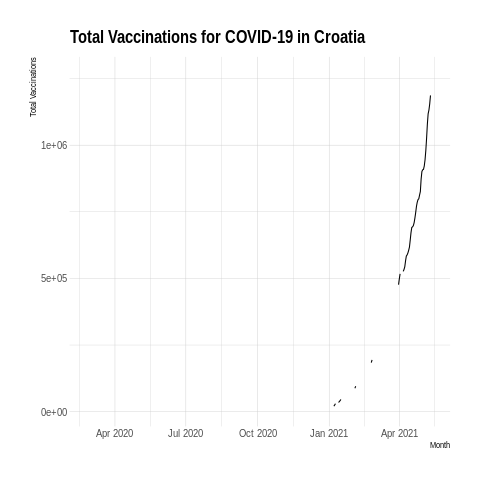 Total Vaccinations for COVID-19 in Croatia
Total Vaccinations
1e+06
5e+05
0e+00
Apr 2020 Jul 2020 Oct 2020 Jan 2021 Apr 2021
Month